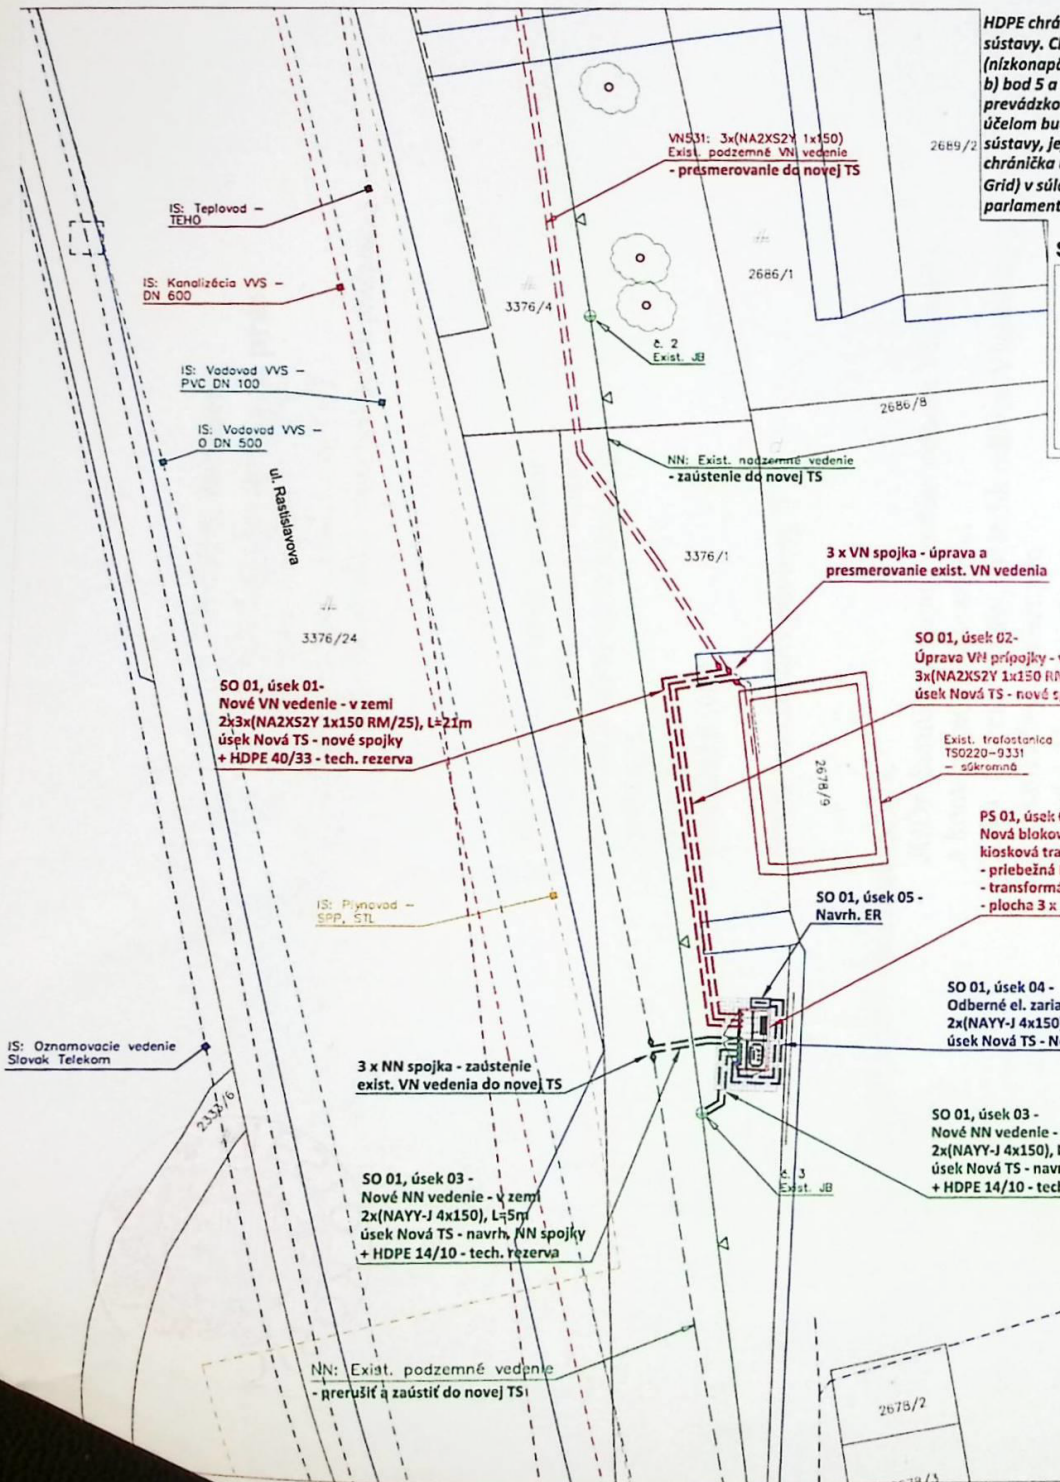 HDPE chrá
sústavy. C
(nízkonapä
b) bod 5 a
prevádzko
účelom bu
sústavy, je
chránička
Grid) v súl
parlament
2689/2
VN531: 3x(NA2XS2Y 1x150)
Exist. podzemné VN vedenie
- presmerovanie do novej TS
IS: Teplovod -
TEHO
IS: Kanalizácia VVS -
DN 600
3376/4
2686/1
č. 2
Exist. JB
IS: Vodovod VVS -
PVC DN 100
2686/8
IS: Vodovod VVS -
O DN 500
NN: Exist. nadzemné vedenie
- zaústenie do novej TS
ul. Rastislavova
3376/1
3 x VN spojka - úprava a
presmerovanie exist. VN vedenia
3376/24
SO 01, úsek 02-
Úprava VN prípojky -
3x(NA2XS2Y 1x150 RM
úsek Nová TS - nové s
SO 01, úsek 01-
Nové VN vedenie - v zemi
2x3x(NA2XS2Y 1x150 RM/25), L=21m
úsek Nová TS - nové spojky
+ HDPE 40/33 - tech. rezerva
Exist. trafostanica
TS0220-9331
- súkromná
2678/9
PS 01, úsek
Nová blokov
kiosková tra
- priebežná
- transforma
- plocha 3 x
IS: Plynovod -
SPP, STL
SO 01, úsek 05 -
Navrh. ER
SO 01, úsek 04 -
Odberné el. zaria
2x(NAYY-J 4x150
úsek Nová TS - N
IS: Oznamovacie vedenie
Slovak Telekom
3 x NN spojka - zaústenie
exist. VN vedenia do novej TS
2333/6
SO 01, úsek 03 -
Nové NN vedenie -
2x(NAYY-J 4x150),
úsek Nová TS - navr
+ HDPE 14/10 - tech
č. 3
Exist. JB
SO 01, úsek 03 -
Nové NN vedenie - v zemi
2x(NAYY-J 4x150), L=5m
úsek Nová TS - navrh. NN spojky
+ HDPE 14/10 - tech. rezerva
NN: Exist. podzemné vedenie
- prerušiť a zaústiť do novej TS
2678/2